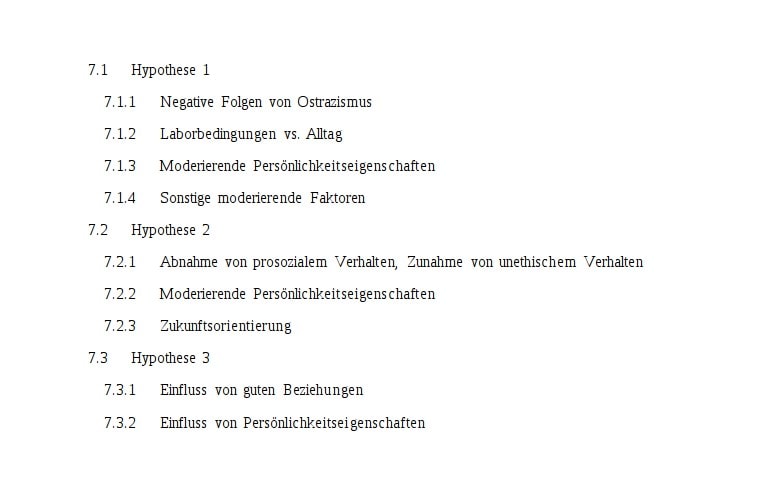 7.1 Hypothese 1
7.1.1 Negative Folgen von Ostrazismus
7.1.2 Laborbedingungen vs. Alltag
7.1.3 Moderierende Persönlichkeitseigenschaften
7.1.4 Sonstige moderierende Faktoren
7.2 Hypothese 2
7.2.1 Abnahme von prosozialem Verhalten, Zunahme von unethischem Verhalten
7.2.2 Moderierende Persönlichkeitseigenschaften
7.2.3 Zukunftsorientierung
7.3 Hypothese 3
7.3.1 Einfluss von guten Beziehungen
7.3.2 Einfluss von Persönlichkeitseigenschaften